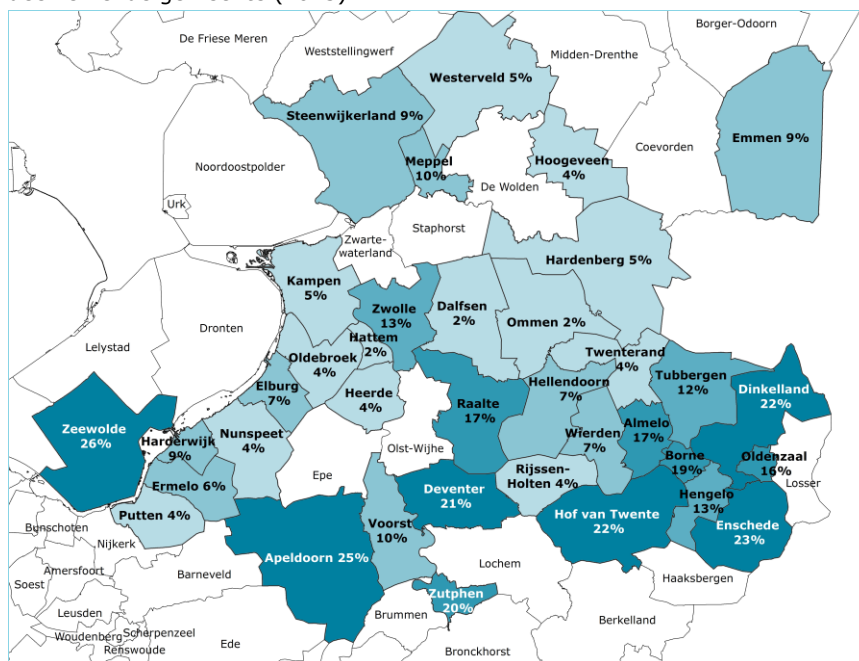 De Friese Meren
Weststellingwerf
Borger-Odoorn
Midden-Drenthe
Westerveld 5%
Steenwijkerland 9%
Emmen 9%
Coevorden
Meppel
10%
Hoogeveen
4%
Noordoostpolder
De Wolden
Urk
Staphorst
Zwarte-
waterland
Hardenberg 5%
Kampen
5%
Zwolle
13%
Dalfsen
2%
Ommen 2%
Dronten
Lelystad
Hattem
2%
Oldebroek
4%
Twenterand
4%
Tubbergen
12%
Elburg
7%
Heerde
4%
Raalte
17%
Hellendoorn
7%
Dinkelland
22%
Zeewolde
26%
Harderwijk
9%
Nunspeet
4%
Olst-Wijhe
Wierden
7%
Almelo
17%
Borne
19%
Oldenzaal
16%
Losser
Epe
Rijssen-
Holten 4%
Ermelo 6%
Deventer
21%
Hengelo
13%
Putten 4%
Voorst
10%
Hof van Twente
22%
Enschede
23%
Bunschoten
Nijkerk
Apeldoorn 25%
Lochem
Haaksbergen
Amersfoort
Barneveld
Soest
Zutphen
20%
Leusden
Brummen
Berkelland
Scherpenzeel
Woudenberg
Renswoude
Ede
Bronckhorst